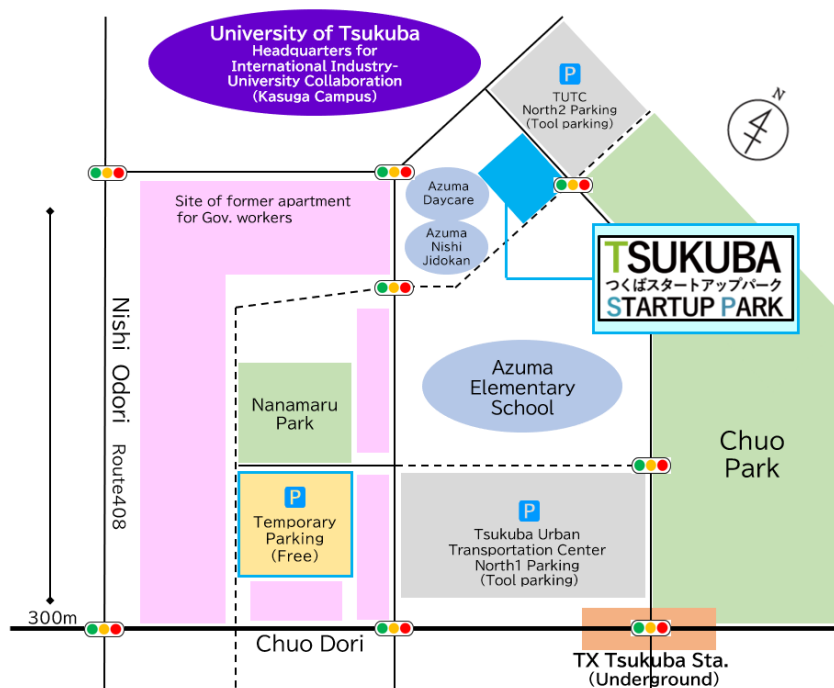 University of Tsukuba
Headquarters for
International Industry-
University Collaboration
(Kasuga Campus)
P
TUTC
North2 Parking
(Tool parking)
N
Site of former apartment
for Gov. workers
Azuma
Daycare
Azuma
Nishi
Jidokan
TSUKUBA
つくばスタートアップパーク
STARTUP PARK
Nishi Odori Route408
Nanamaru
Park
Azuma
Elementary
School
Chuo
Park
P
Temporary
Parking
(Free)
P
Tsukuba Urban
Transportation Center
North1 Parking
(Tool parking)
300m
Chuo Dori
TX Tsukuba Sta.
(Underground)